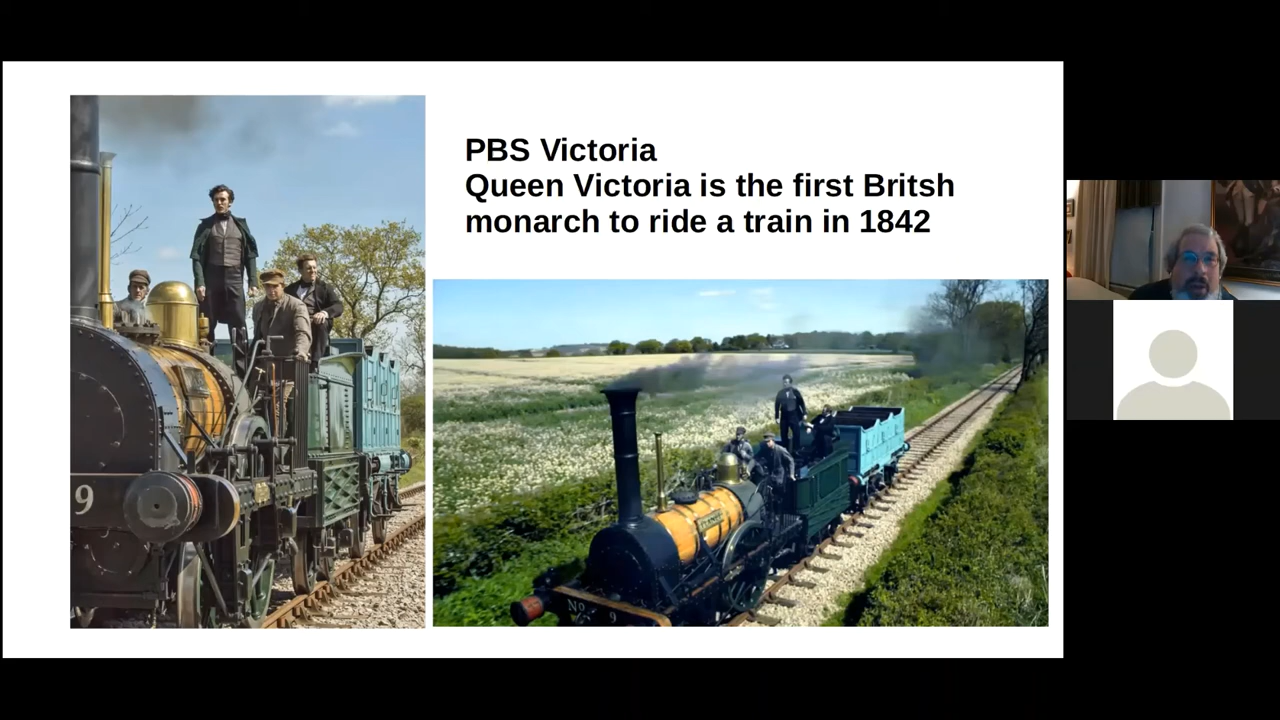 PBS Victoria
Queen Victoria is the first Britsh
monarch to ride a train in 1842
9
No
9